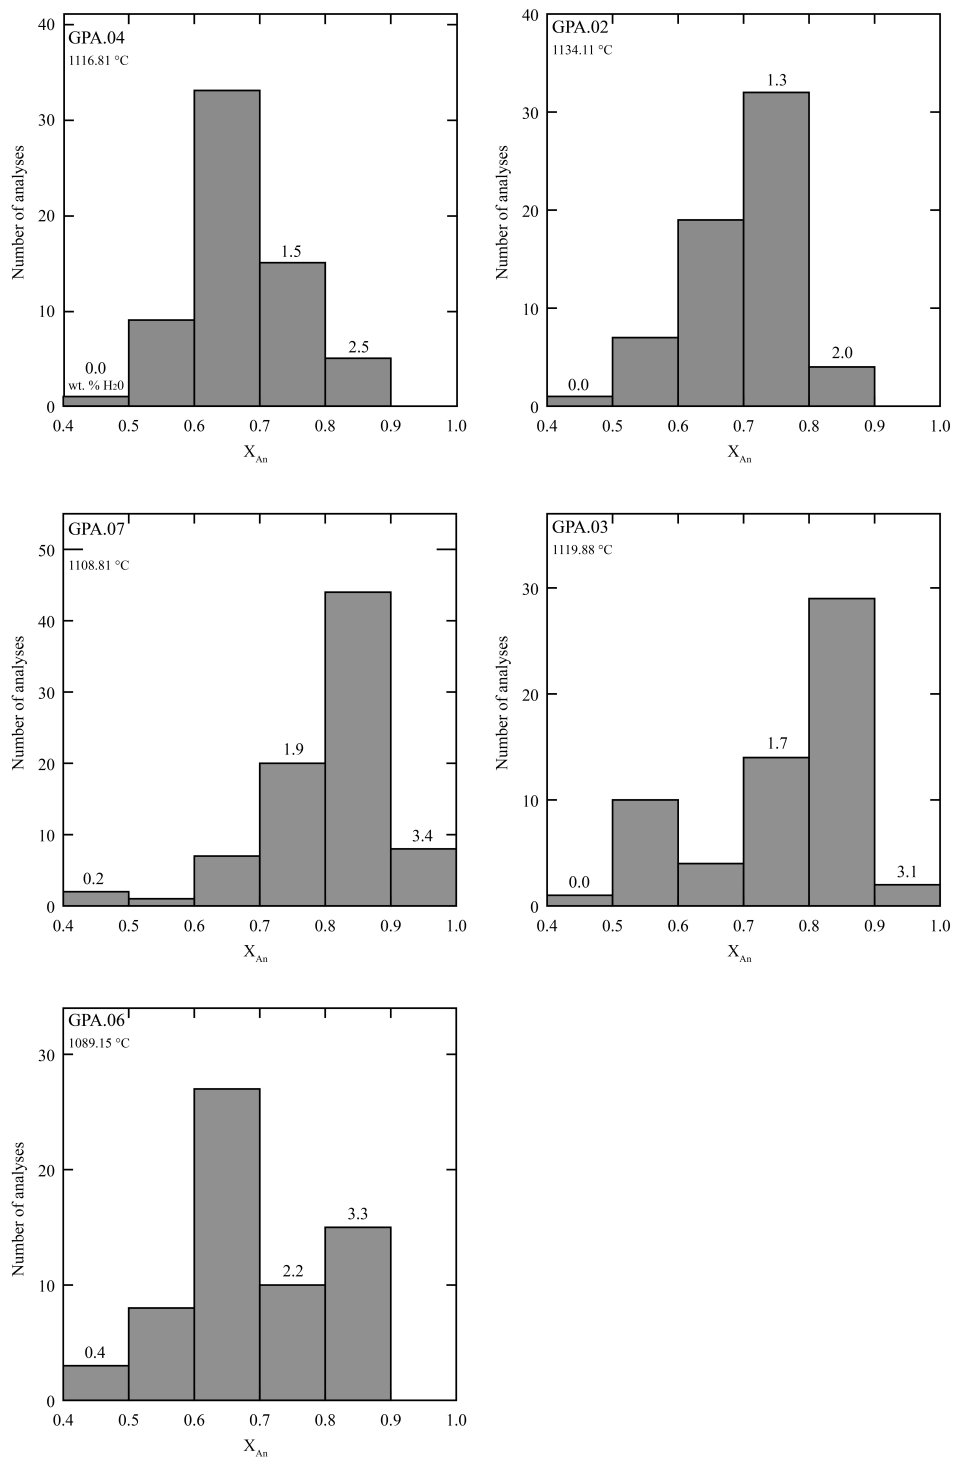 GPA.04
1116.81 °C
40
30
20
10
0
Number of analyses
0.0
wt. % H20
1.5
2.5
0.4 0.5 0.6 0.7 0.8 0.9 1.0
XAn
GPA.02
1134.11 °C
40
30
20
10
0
Number of analyses
0.0
1.3
2.0
0.4 0.5 0.6 0.7 0.8 0.9 1.0
XAn
GPA.07
1108.81 °C
50
40
30
20
10
0
Number of analyses
0.2
1.9
3.4
0.4 0.5 0.6 0.7 0.8 0.9 1.0
XAn
GPA.03
1119.88 °C
30
20
10
0
Number of analyses
0.0
1.7
3.1
0.4 0.5 0.6 0.7 0.8 0.9 1.0
XAn
GPA.06
1089.15 °C
30
20
10
0
Number of analyses
0.4
2.2
3.3
0.4 0.5 0.6 0.7 0.8 0.9 1.0
XAn